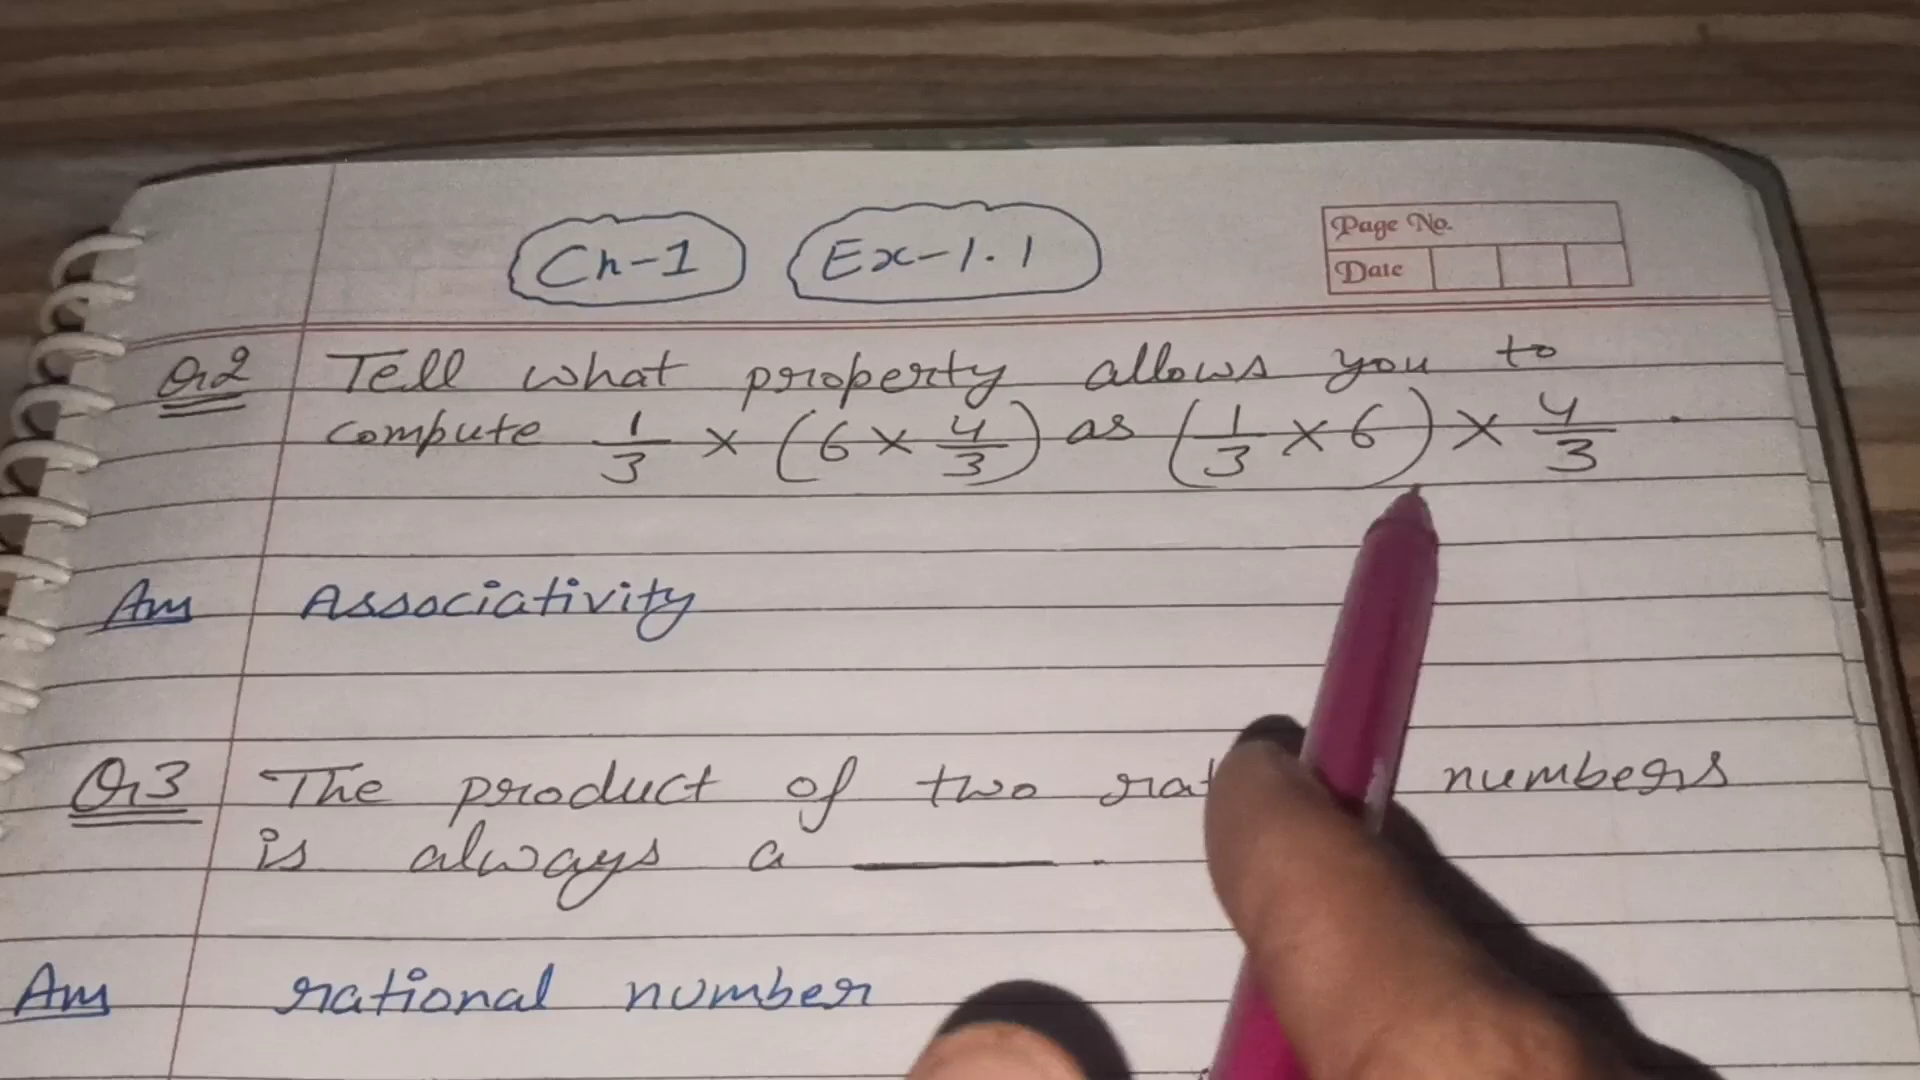 Ch-1 Ex-1.1
Page No.
Date
Q2 Tell what property allows you to
compute 1/3 × (6 × 4/3) as (1/3 × 6) × 4/3 .
Ans Associativity
Q3 The product of two numbers
is always a ______ .
Ans rational number